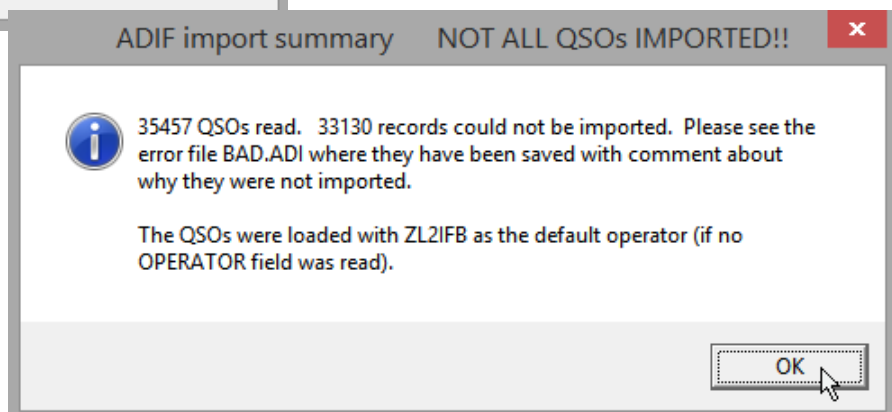 ADIF import summary NOT ALL QSOs IMPORTED!!
35457 QSOs read. 33130 records could not be imported. Please see the
error file BAD.ADI where they have been saved with comment about
why they were not imported.
The QSOs were loaded with ZL2IFB as the default operator (if no
OPERATOR field was read).
OK